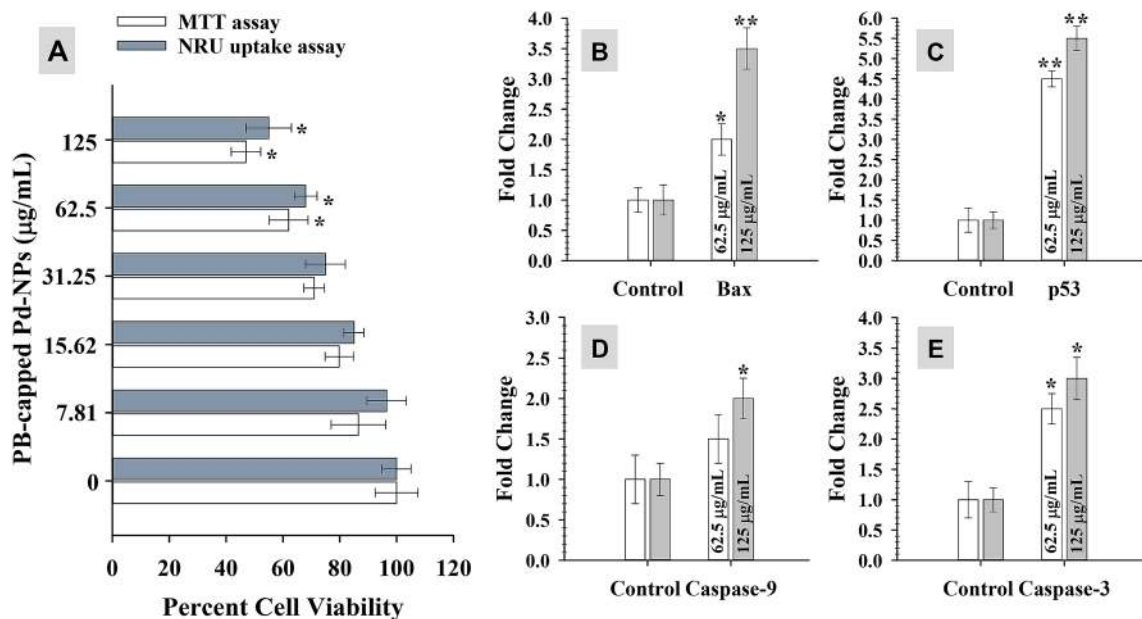 MTT assay
NRU uptake assay
A
PB-capped Pd-NPs (µg/mL)
125
*
*
62.5
*
*
31.25
15.62
7.81
0
0 20 40 60 80 100 120
Percent Cell Viability
B
Fold Change
4.0
3.5
3.0
2.5
2.0
1.5
1.0
0.5
0.0
*
**
62.5 µg/mL
125 µg/mL
Control Bax
C
Fold Change
6.0
5.5
5.0
4.5
4.0
3.5
3.0
2.5
2.0
1.5
1.0
0.5
0.0
**
**
62.5 µg/mL
125 µg/mL
Control p53
D
Fold Change
3.0
2.5
2.0
1.5
1.0
0.5
0.0
*
62.5 µg/mL
125 µg/mL
Control Caspase-9
E
Fold Change
4.0
3.5
3.0
2.5
2.0
1.5
1.0
0.5
0.0
*
*
62.5 µg/mL
125 µg/mL
Control Caspase-3